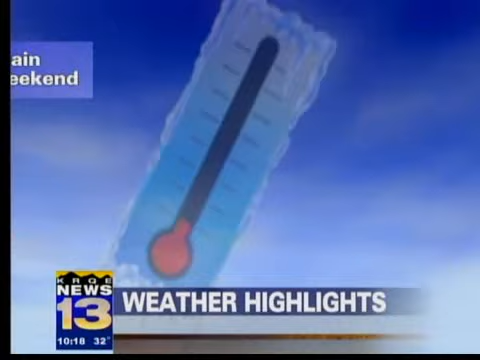 ain
eekend
KRQE
NEWS
13
WEATHER HIGHLIGHTS
10:18 32°